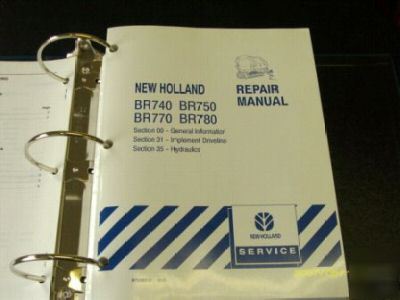 NEW HOLLAND
BR740 BR750
BR770 BR780
REPAIR
MANUAL
Section 00 - General Information
Section 31 - Implement Driveline
Section 35 - Hydraulics
NEW HOLLAND
SERVICE